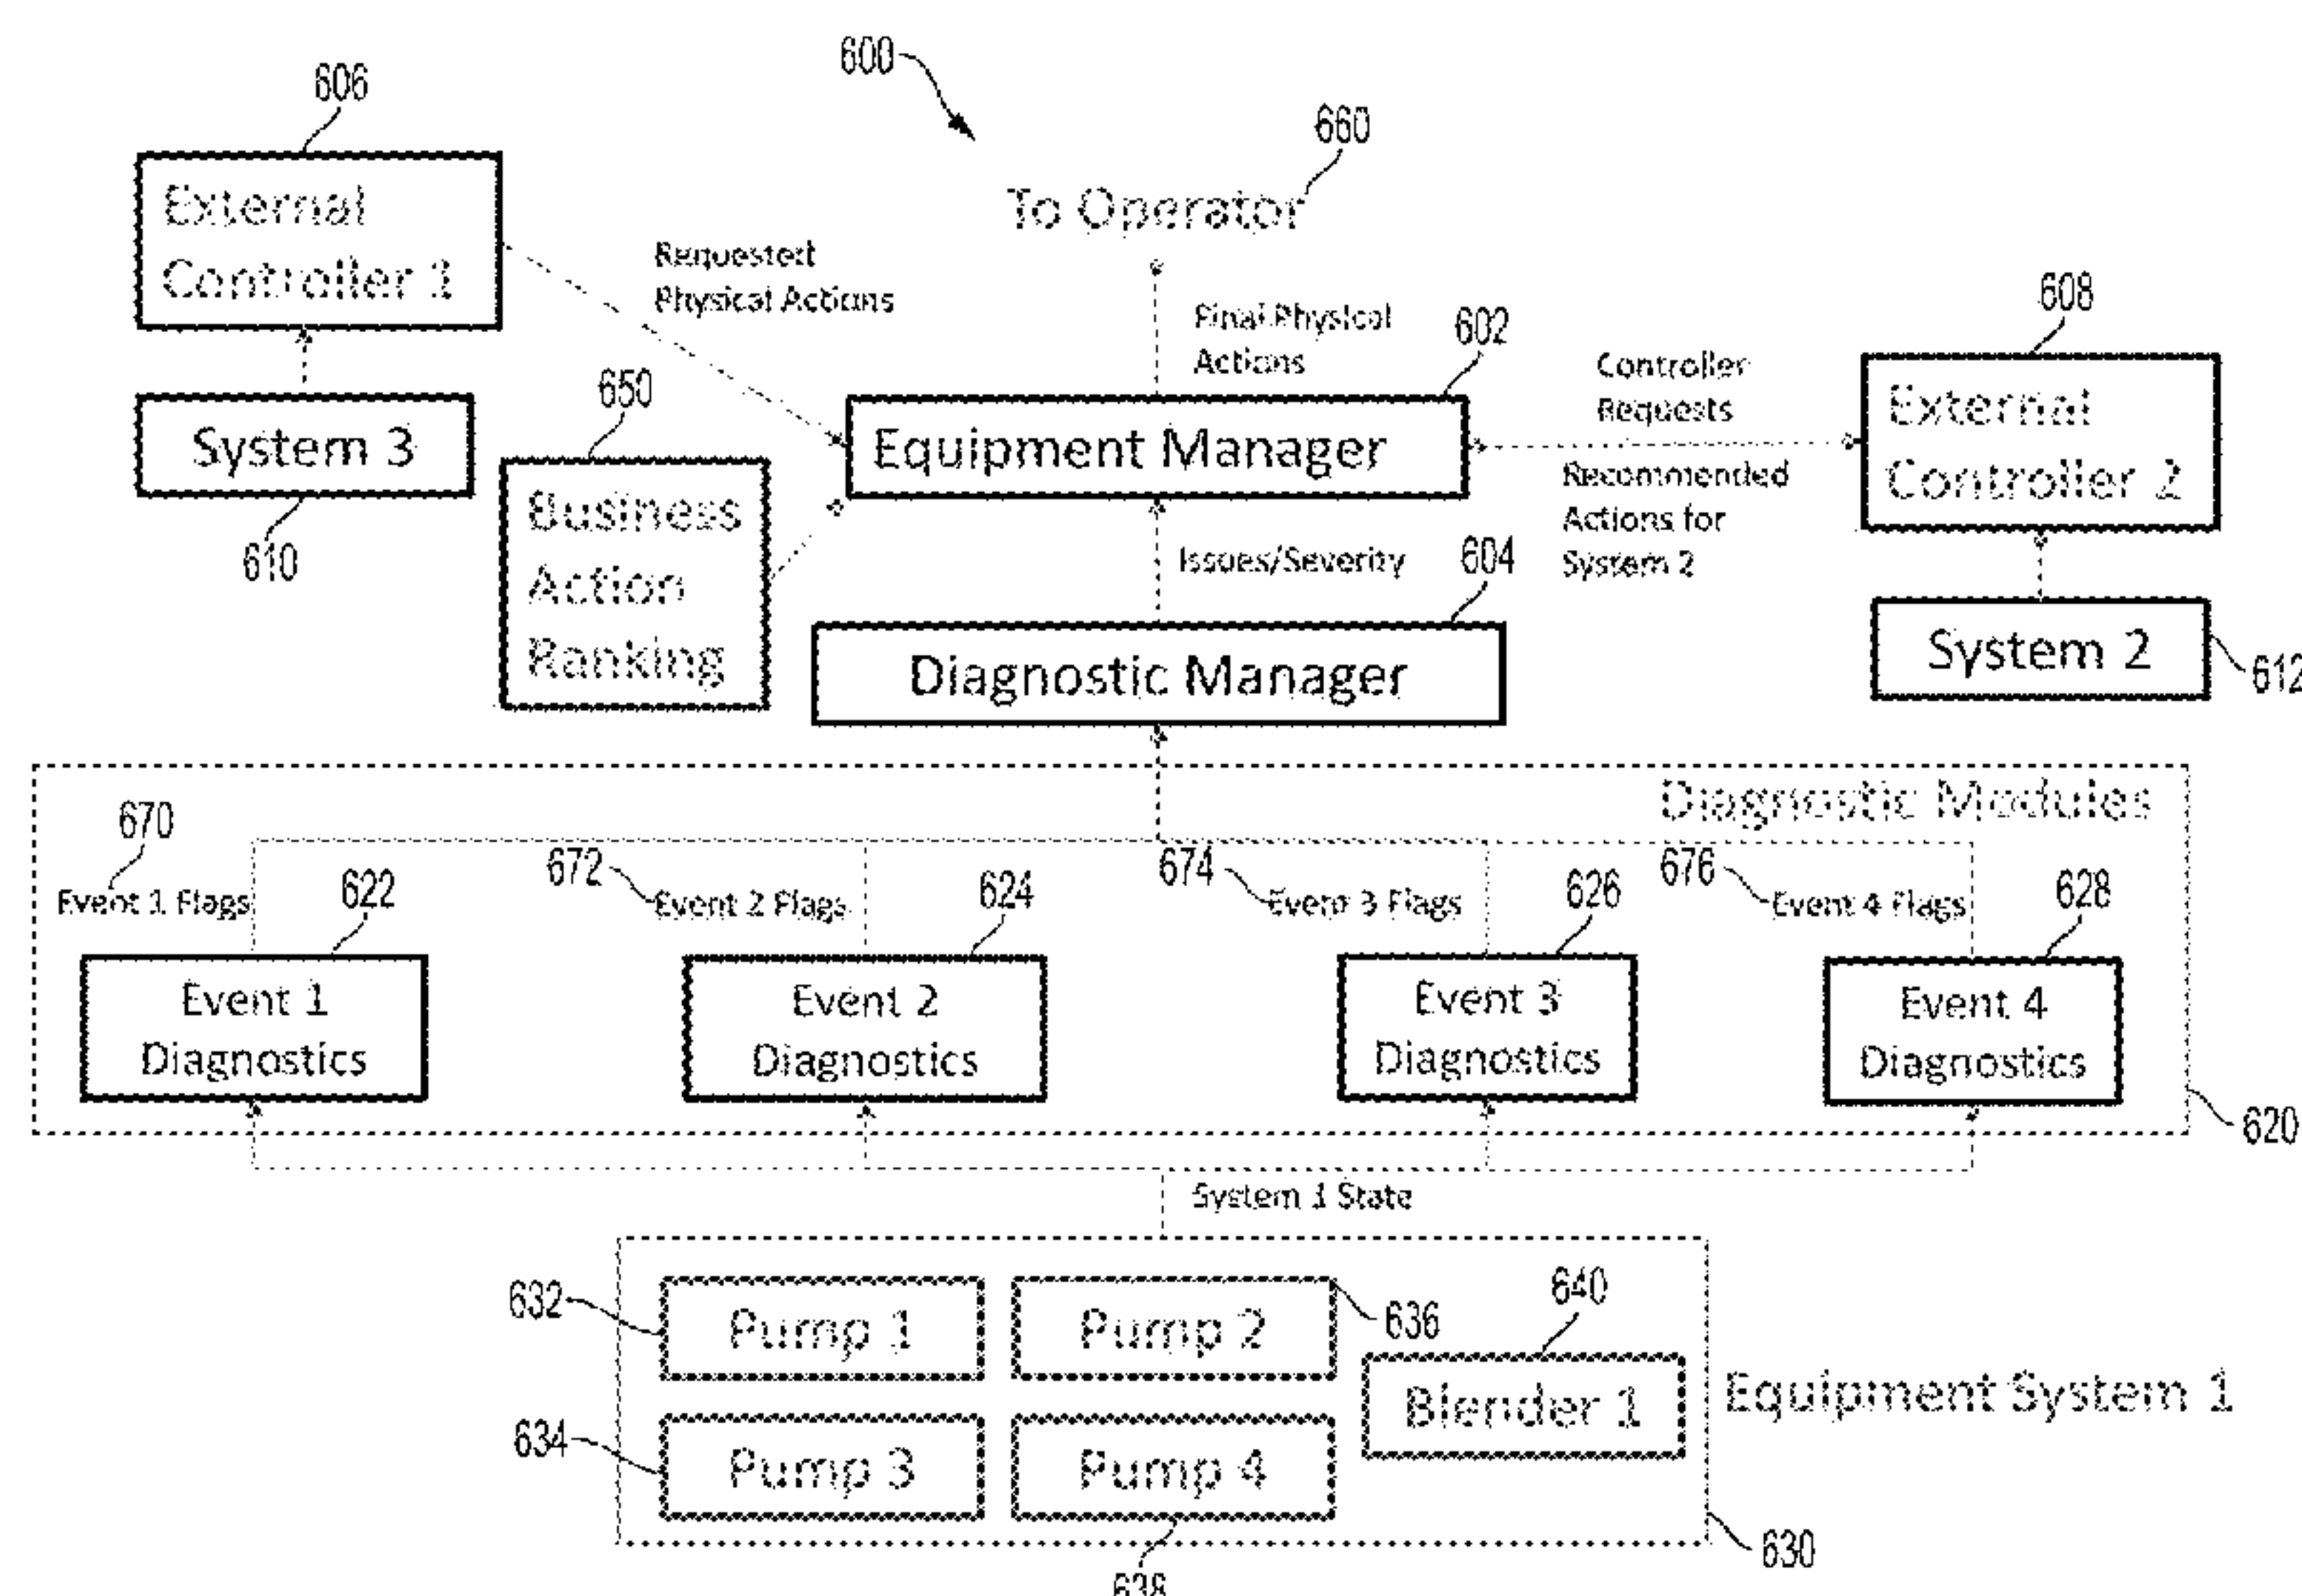 600
606
660
External
Controller 1
To Operator
Requested
Physical Actions
608
Final Physical
Actions
602
650
Controller
Requests
System 3
610
Equipment Manager
External
Controller 2
Business
Action
Ranking
Recommended
Actions for
System 2
Issues/Severity
604
Diagnostic Manager
System 2
612
Diagnostic Modules
670
672
674
676
Event 1 Flags
622
Event 2 Flags
624
Event 3 Flags
626
Event 4 Flags
628
Event 1
Diagnostics
Event 2
Diagnostics
Event 3
Diagnostics
Event 4
Diagnostics
620
System 1 State
632
Pump 1
Pump 2
636
640
Blender 1
Equipment System 1
634
Pump 3
Pump 4
638
630